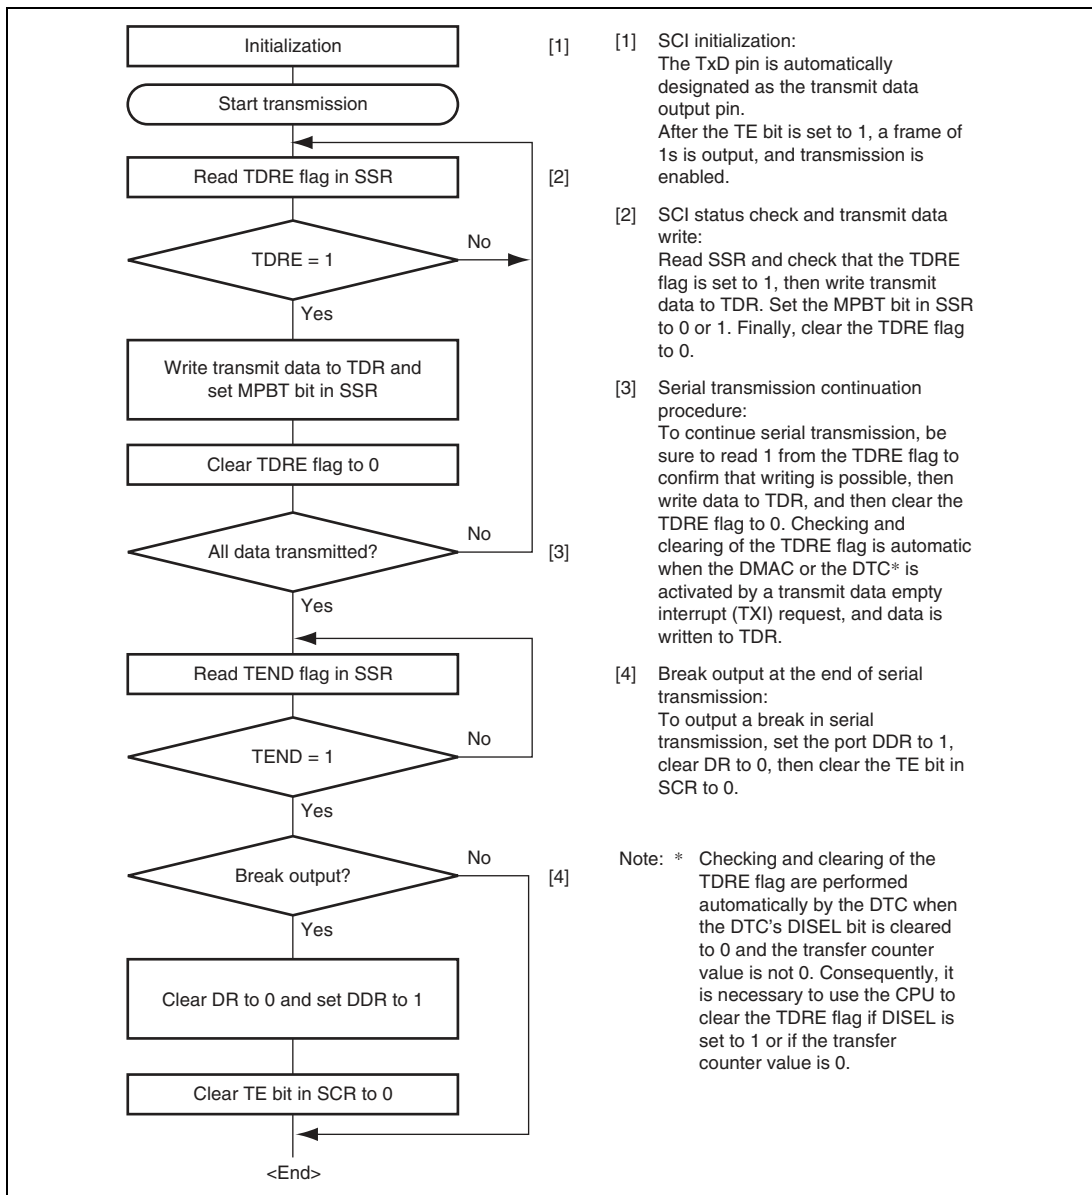 Initialization
[1]
Start transmission
Read TDRE flag in SSR
[2]
TDRE = 1
No
Yes
Write transmit data to TDR and
set MPBT bit in SSR
Clear TDRE flag to 0
All data transmitted?
No
[3]
Yes
Read TEND flag in SSR
TEND = 1
No
Yes
Break output?
No
[4]
Yes
Clear DR to 0 and set DDR to 1
Clear TE bit in SCR to 0
<End>
[1] SCI initialization:
The TxD pin is automatically
designated as the transmit data
output pin.
After the TE bit is set to 1, a frame of
1s is output, and transmission is
enabled.
[2] SCI status check and transmit data
write:
Read SSR and check that the TDRE
flag is set to 1, then write transmit
data to TDR. Set the MPBT bit in SSR
to 0 or 1. Finally, clear the TDRE flag
to 0.
[3] Serial transmission continuation
procedure:
To continue serial transmission, be
sure to read 1 from the TDRE flag to
confirm that writing is possible, then
write data to TDR, and then clear the
TDRE flag to 0. Checking and
clearing of the TDRE flag is automatic
when the DMAC or the DTC* is
activated by a transmit data empty
interrupt (TXI) request, and data is
written to TDR.
[4] Break output at the end of serial
transmission:
To output a break in serial
transmission, set the port DDR to 1,
clear DR to 0, then clear the TE bit in
SCR to 0.
Note: * Checking and clearing of the
TDRE flag are performed
automatically by the DTC when
the DTC's DISEL bit is cleared
to 0 and the transfer counter
value is not 0. Consequently, it
is necessary to use the CPU to
clear the TDRE flag if DISEL is
set to 1 or if the transfer
counter value is 0.